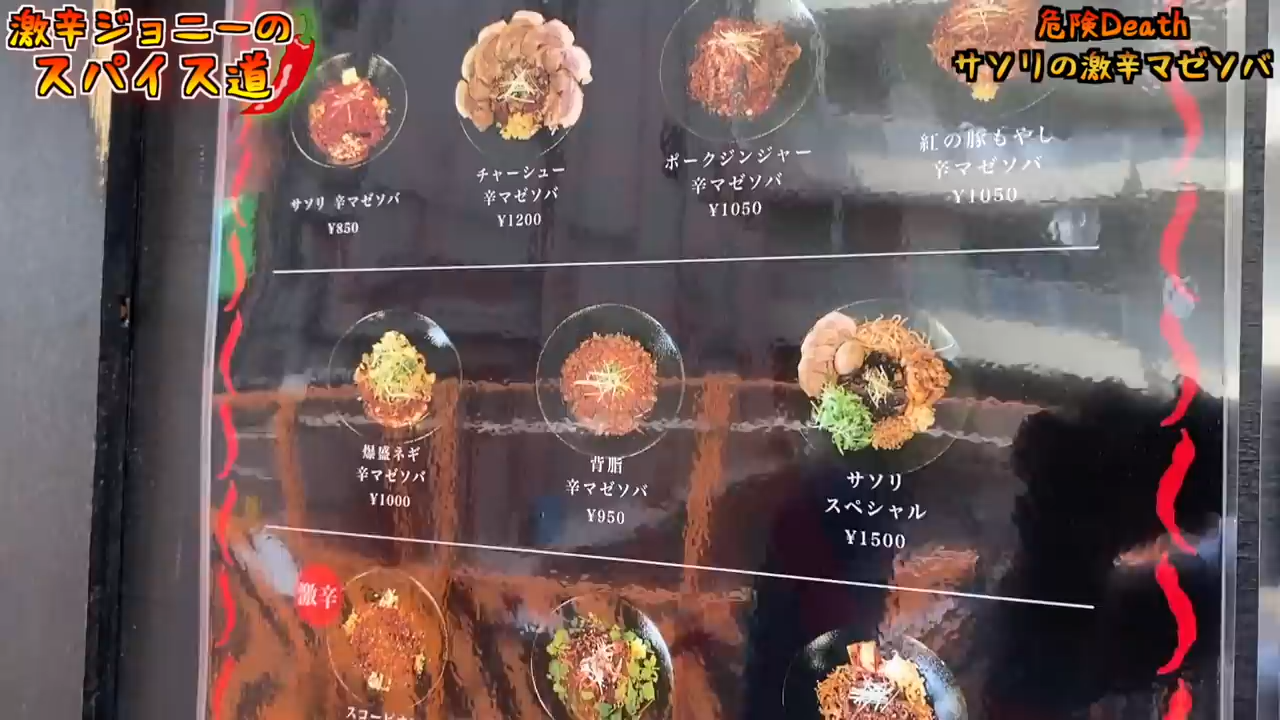 激辛ジョニーの
スパイス道
危険Death
サソリの激辛マゼソバ
サソリ 辛マゼソバ
¥850
チャーシュー
辛マゼソバ
¥1200
ポークジンジャー
辛マゼソバ
¥1050
紅の豚もやし
辛マゼソバ
¥1050
爆盛ネギ
辛マゼソバ
¥1000
背脂
辛マゼソバ
¥950
サソリ
スペシャル
¥1500
激辛